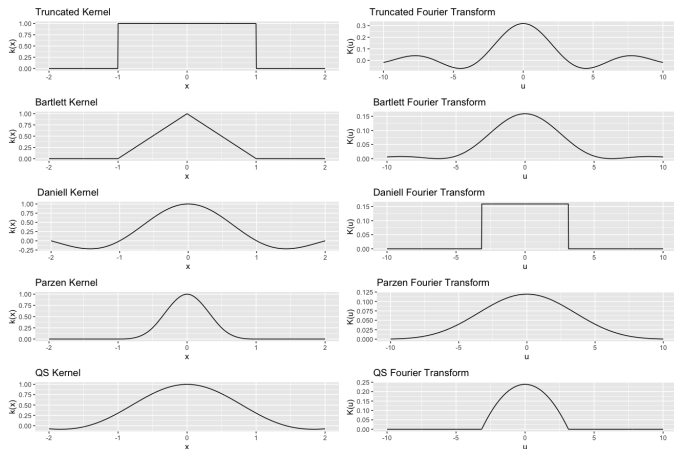 Truncated Kernel
1.00
0.75
0.50
0.25
0.00
k(x)
-2 -1 0 1 2
x
Truncated Fourier Transform
0.3
0.2
0.1
0.0
K(u)
-10 -5 0 5 10
u
Bartlett Kernel
1.00
0.75
0.50
0.25
0.00
k(x)
-2 -1 0 1 2
x
Bartlett Fourier Transform
0.15
0.10
0.05
0.00
K(u)
-10 -5 0 5 10
u
Daniell Kernel
1.00
0.75
0.50
0.25
0.00
-0.25
k(x)
-2 -1 0 1 2
x
Daniell Fourier Transform
0.15
0.10
0.05
0.00
K(u)
-10 -5 0 5 10
u
Parzen Kernel
1.00
0.75
0.50
0.25
0.00
k(x)
-2 -1 0 1 2
x
Parzen Fourier Transform
0.125
0.100
0.075
0.050
0.025
0.000
K(u)
-10 -5 0 5 10
u
QS Kernel
1.00
0.75
0.50
0.25
0.00
k(x)
-2 -1 0 1 2
x
QS Fourier Transform
0.25
0.20
0.15
0.10
0.05
0.00
K(u)
-10 -5 0 5 10
u